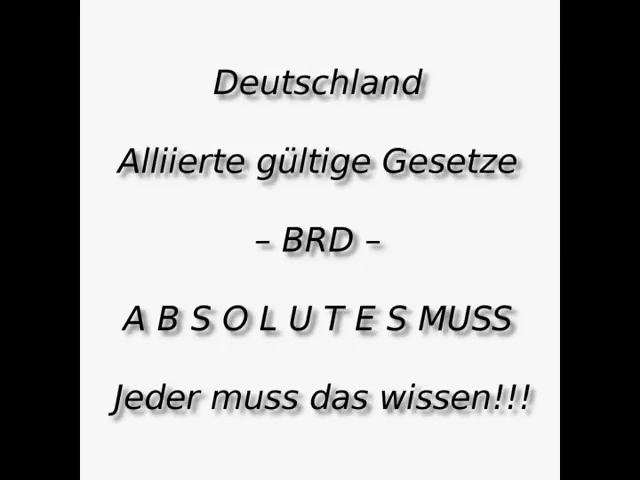 Deutschland
Alliierte gültige Gesetze
– BRD –
A B S O L U T E S MUSS
Jeder muss das wissen!!!